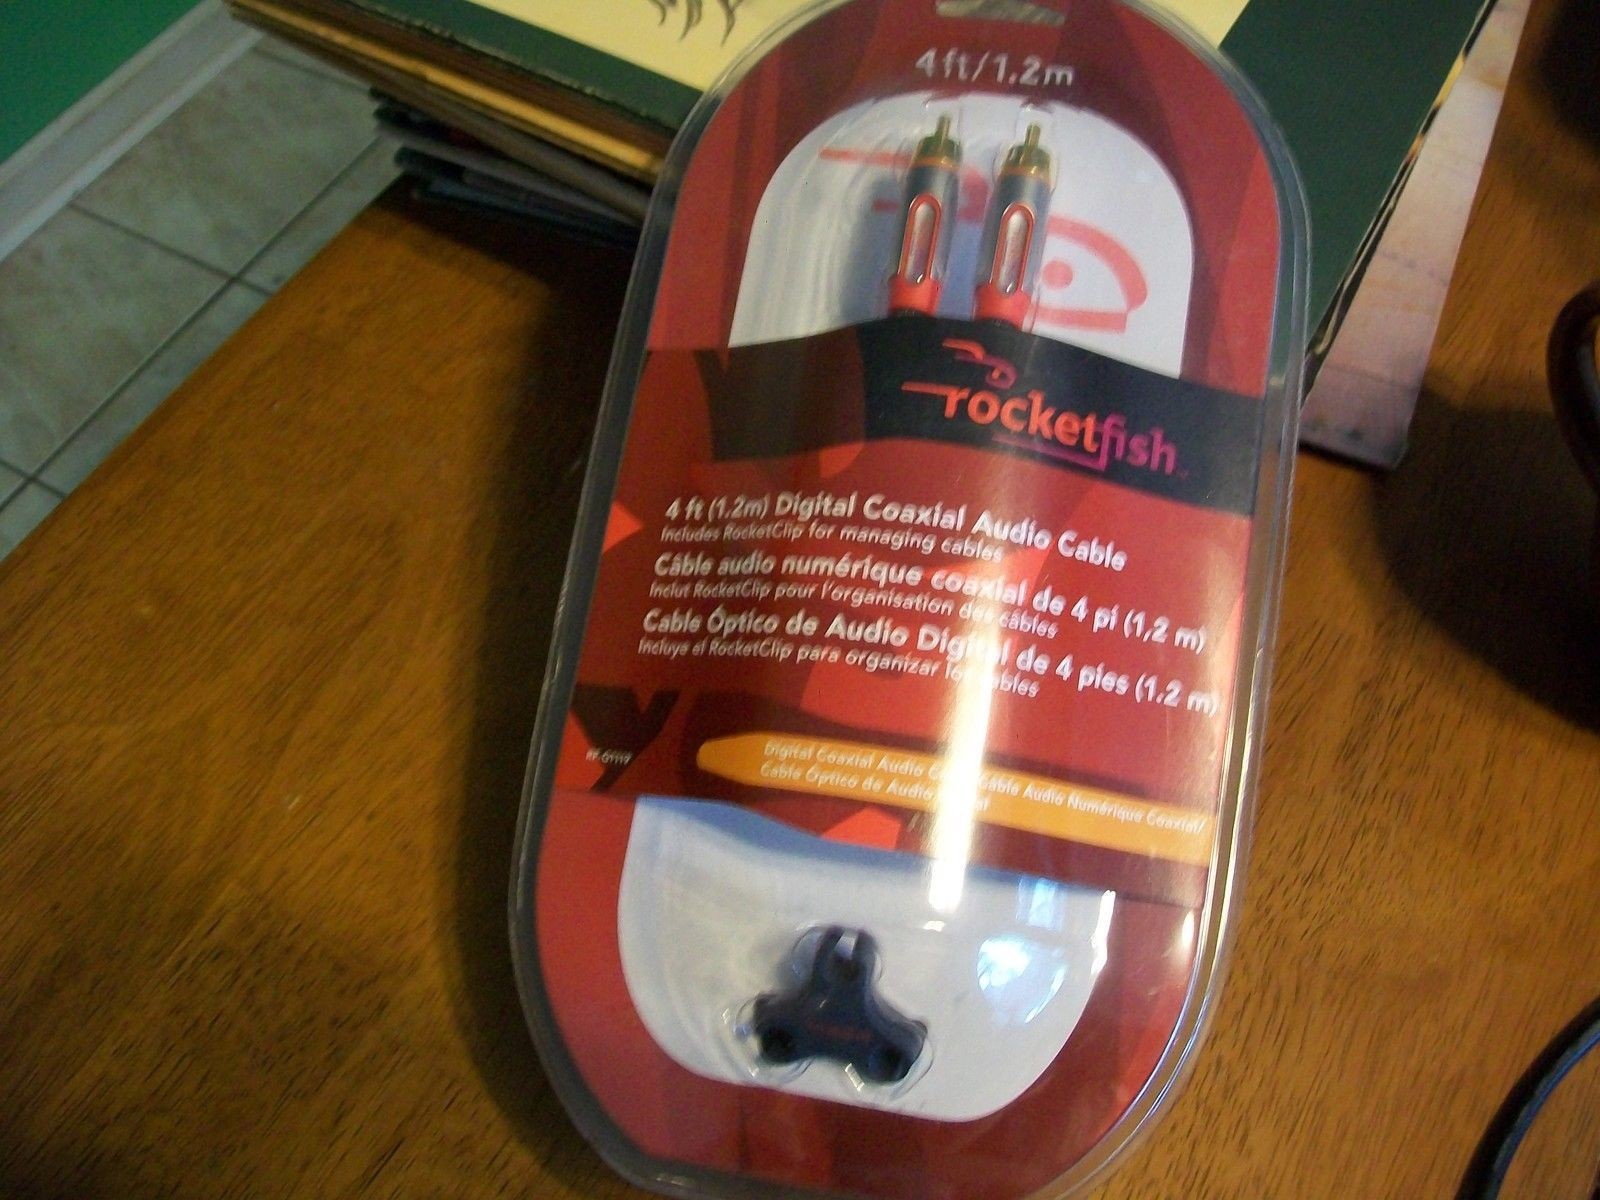 4ft/1.2m
rocketfish
4 ft (1.2m) Digital Coaxial Audio Cable
Includes RocketClip for managing cables
Câble audio numérique coaxial de 4 pi (1,2 m)
Inclut RocketClip pour l'organisation des câbles
Cable Óptico de Audio Digital de 4 pies (1.2 m)
Incluye el RocketClip para organizar los cables
Digital Coaxial Audio Cable Audio Numérique Coaxial/
Cable Óptico de Audio